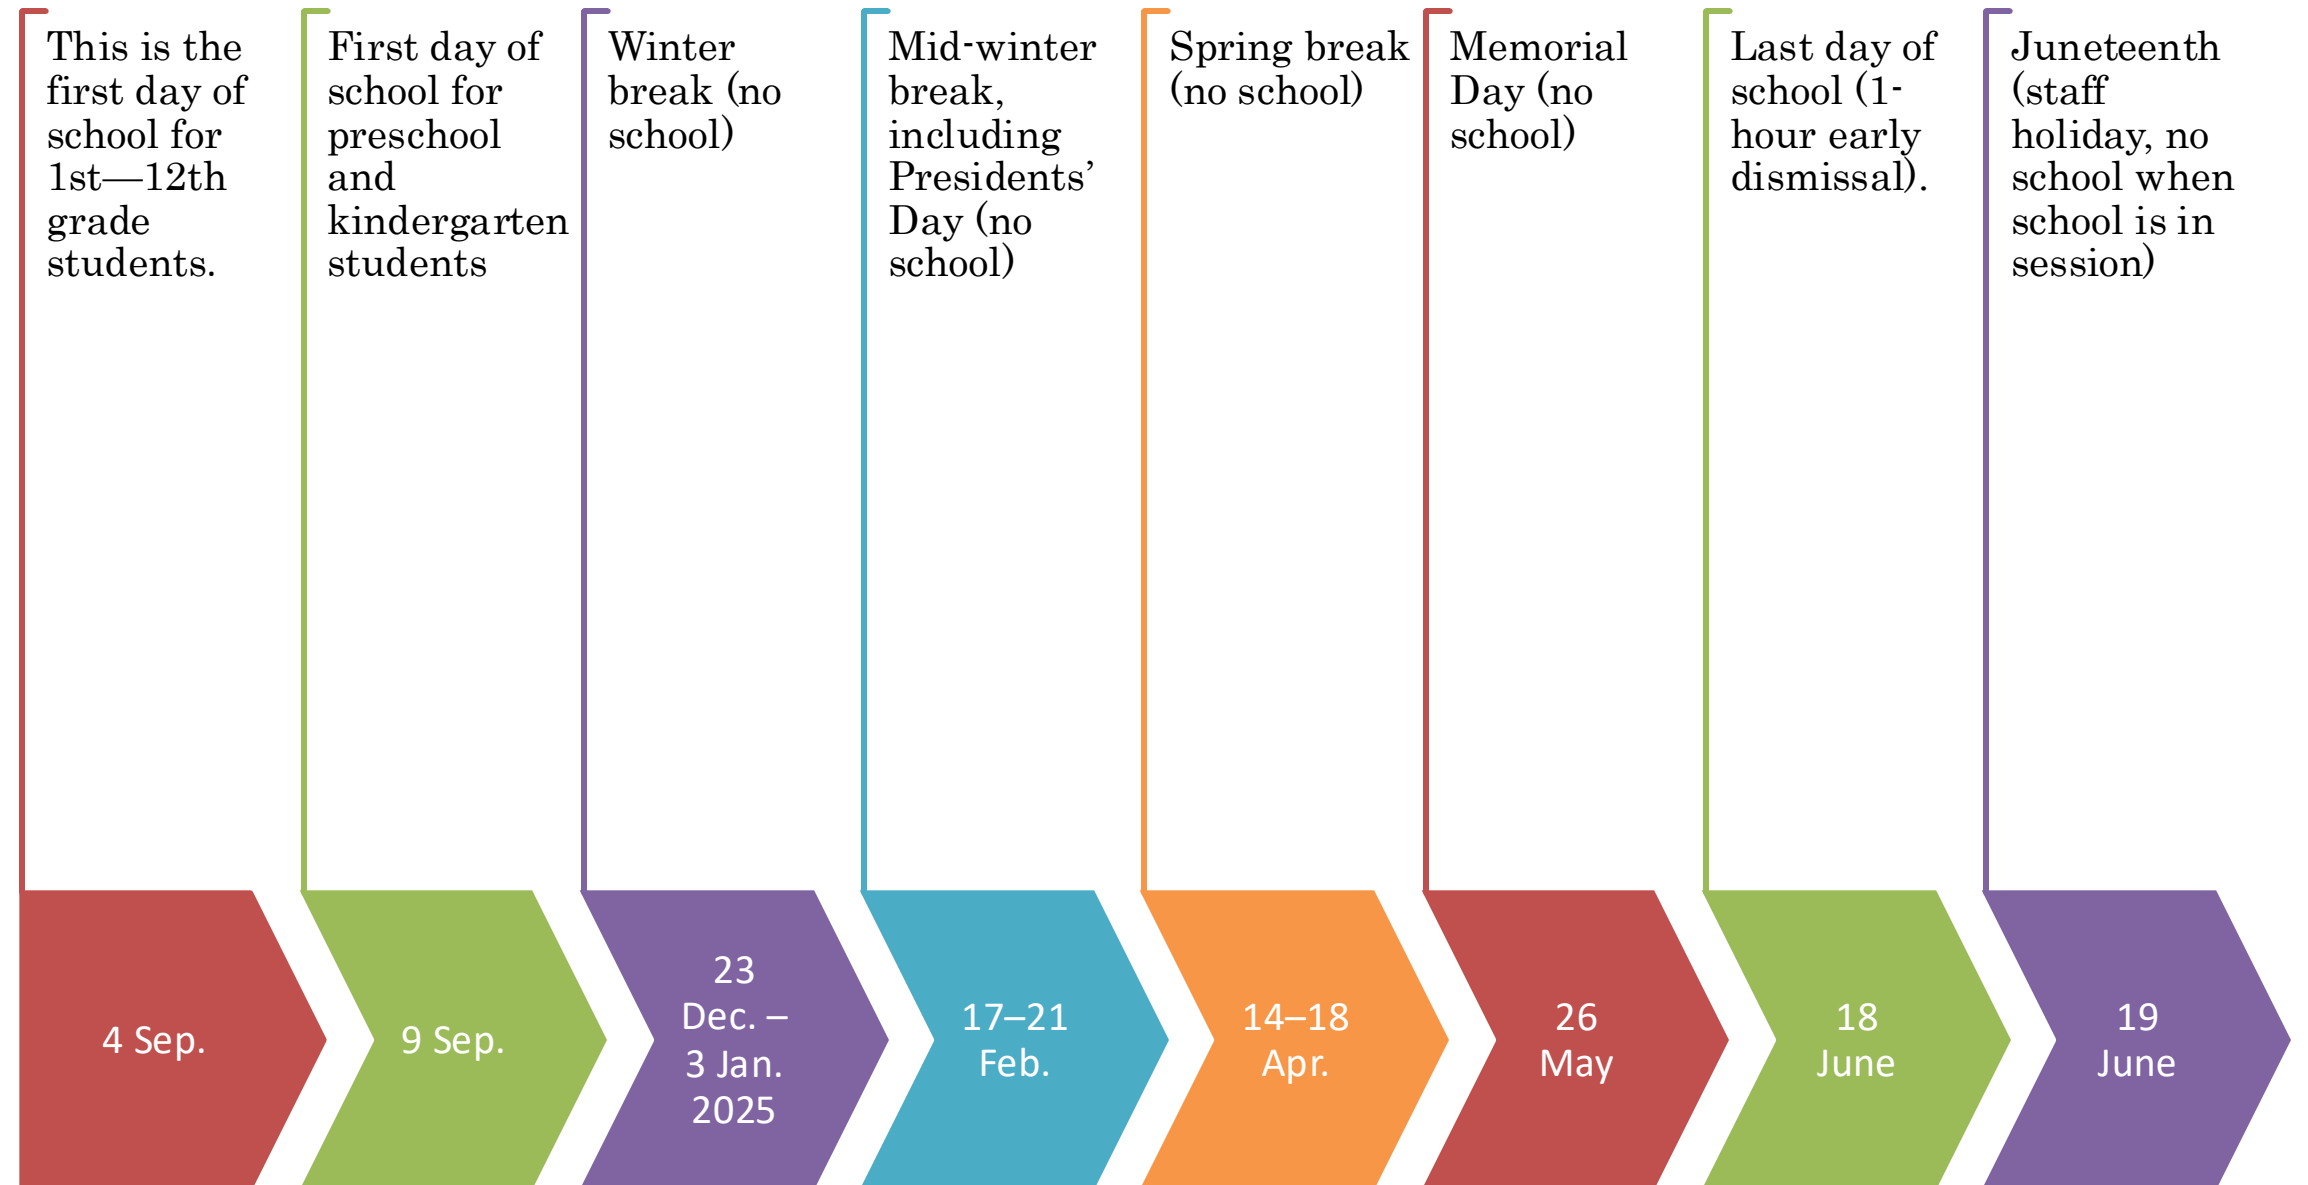 This is the
first day of
school for
1st—12th
grade
students.
First day of
school for
preschool
and
kindergarten
students
Winter
break (no
school)
Mid-winter
break,
including
Presidents’
Day (no
school)
Spring break
(no school)
Memorial
Day (no
school)
Last day of
school (1-
hour early
dismissal).
Juneteenth
(staff
holiday, no
school when
school is in
session)
4 Sep.
9 Sep.
23
Dec. –
3 Jan.
2025
17–21
Feb.
14–18
Apr.
26
May
18
June
19
June